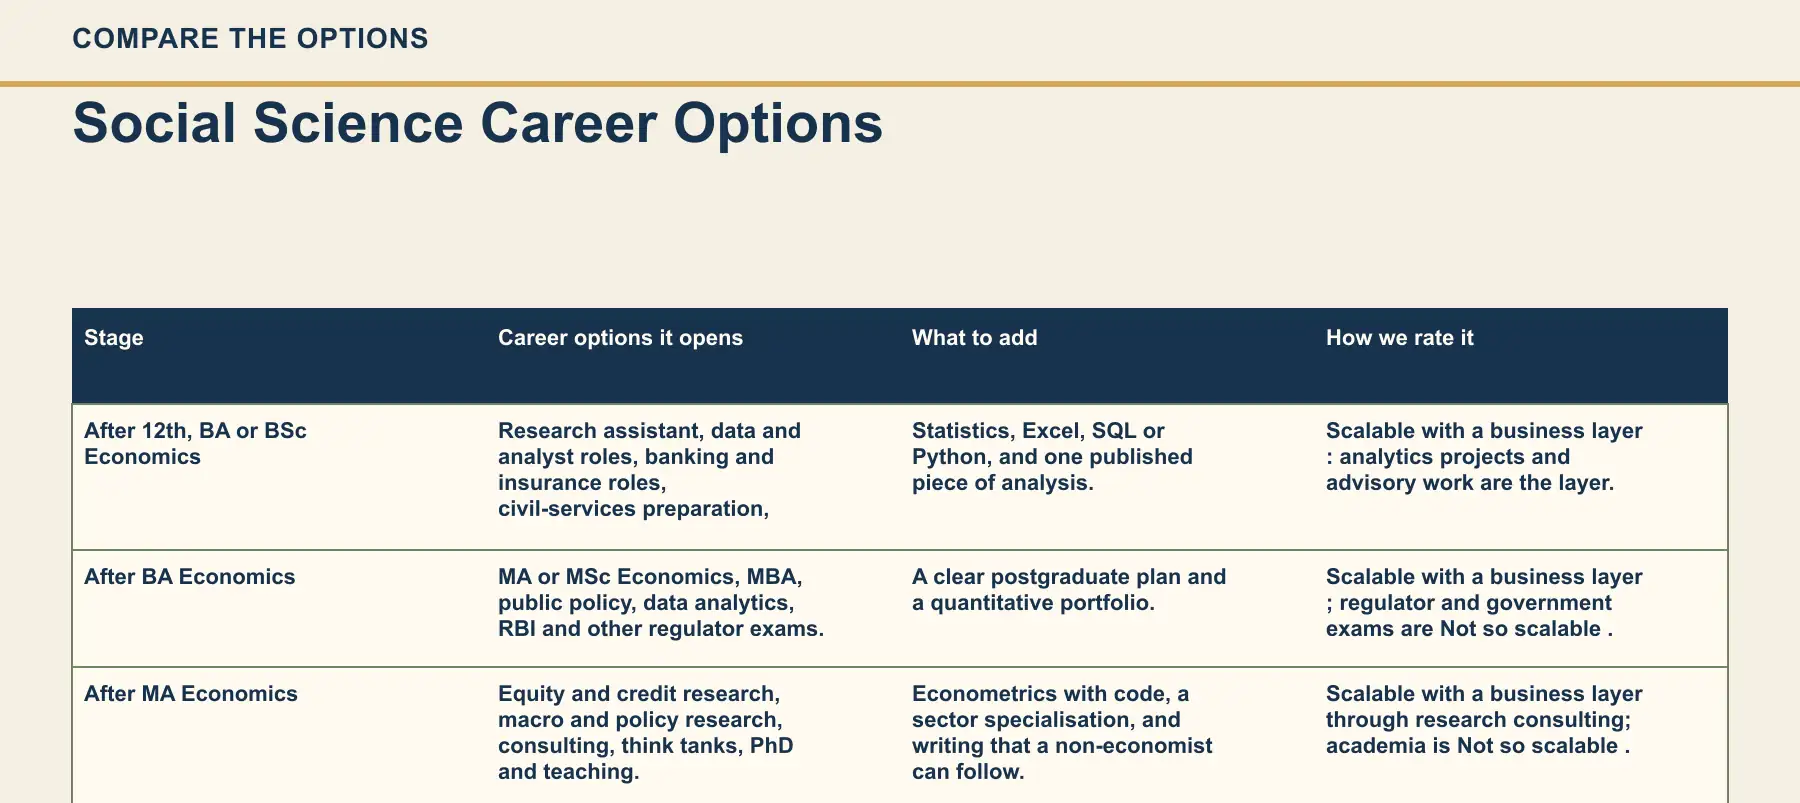 COMPARE THE OPTIONS
Social Science Career Options
Stage
Career options it opens
What to add
How we rate it
After 12th, BA or BSc
Economics
Research assistant, data and
analyst roles, banking and
insurance roles,
civil-services preparation,
Statistics, Excel, SQL or
Python, and one published
piece of analysis.
Scalable with a business layer
: analytics projects and
advisory work are the layer.
After BA Economics
MA or MSc Economics, MBA,
public policy, data analytics,
RBI and other regulator exams.
A clear postgraduate plan and
a quantitative portfolio.
Scalable with a business layer
; regulator and government
exams are Not so scalable .
After MA Economics
Equity and credit research,
macro and policy research,
consulting, think tanks, PhD
and teaching.
Econometrics with code, a
sector specialisation, and
writing that a non-economist
can follow.
Scalable with a business layer
through research consulting;
academia is Not so scalable .